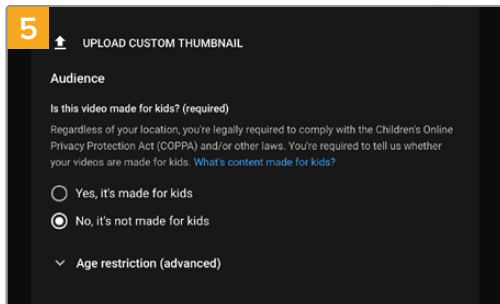 5
UPLOAD CUSTOM THUMBNAIL
Audience
Is this video made for kids? (required)
Regardless of your location, you're legally required to comply with the Children's Online
Privacy Protection Act (COPPA) and/or other laws. You're required to tell us whether
your videos are made for kids. What's content made for kids?
Yes, it's made for kids
No, it's not made for kids
Age restriction (advanced)